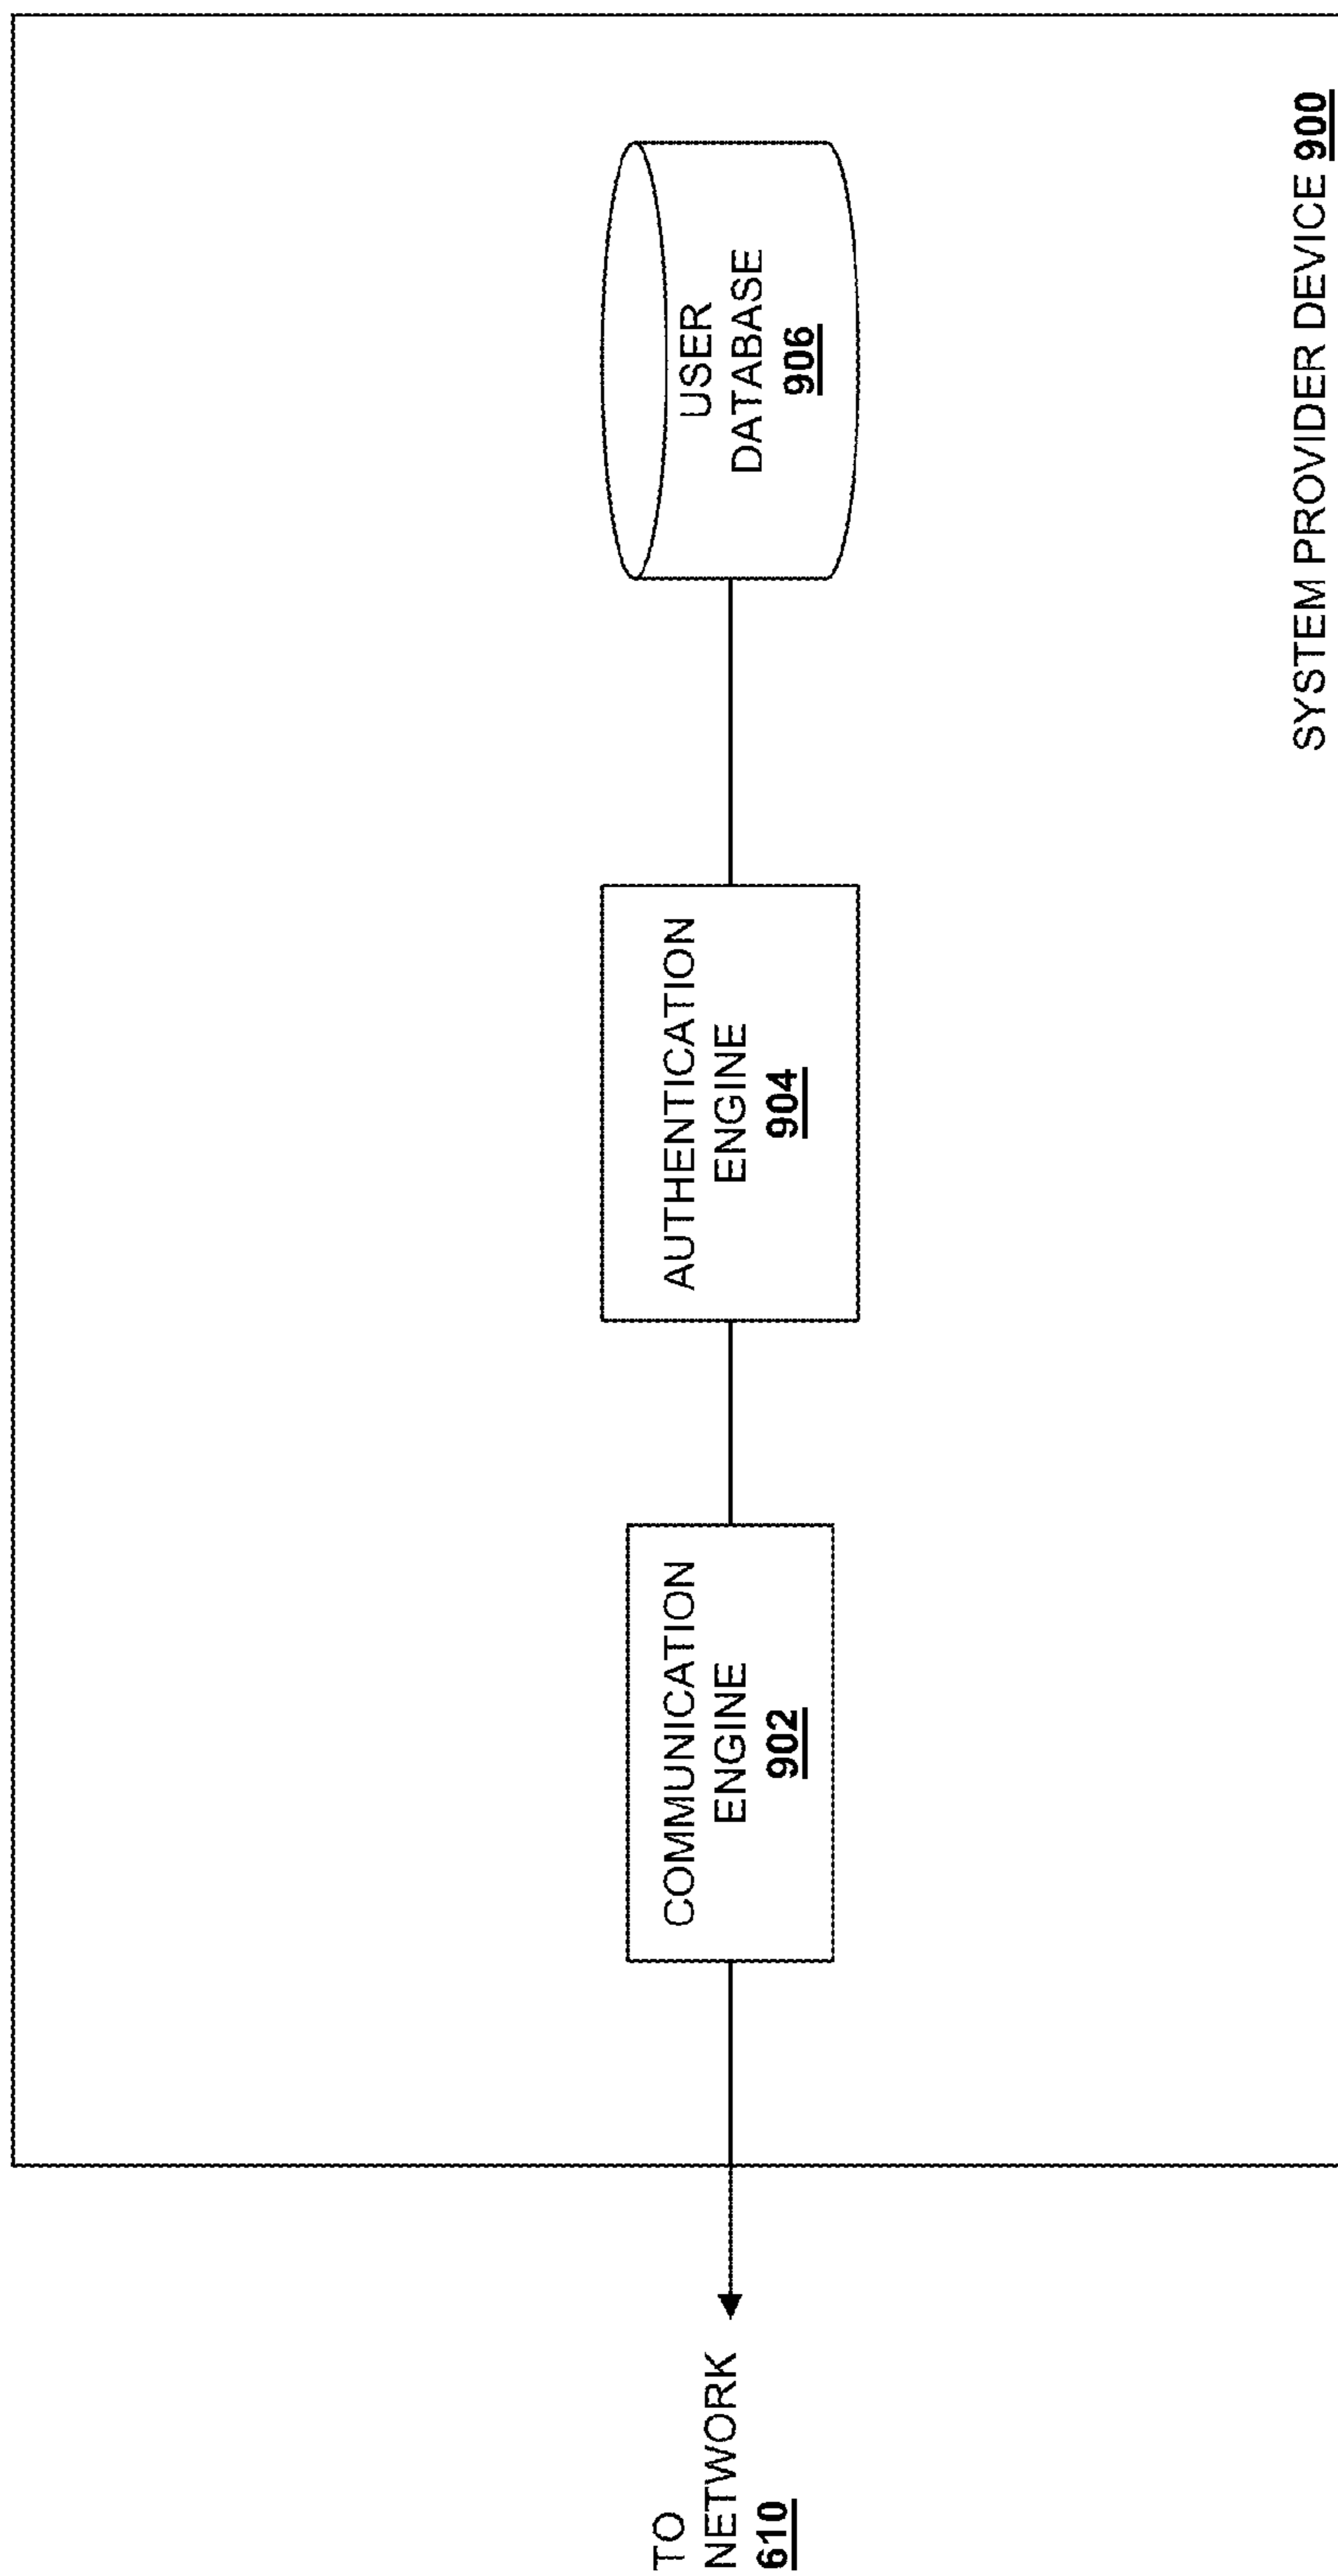 TO
NETWORK
610
COMMUNICATION
ENGINE
902
AUTHENTICATION
ENGINE
904
USER
DATABASE
906
SYSTEM PROVIDER DEVICE 900